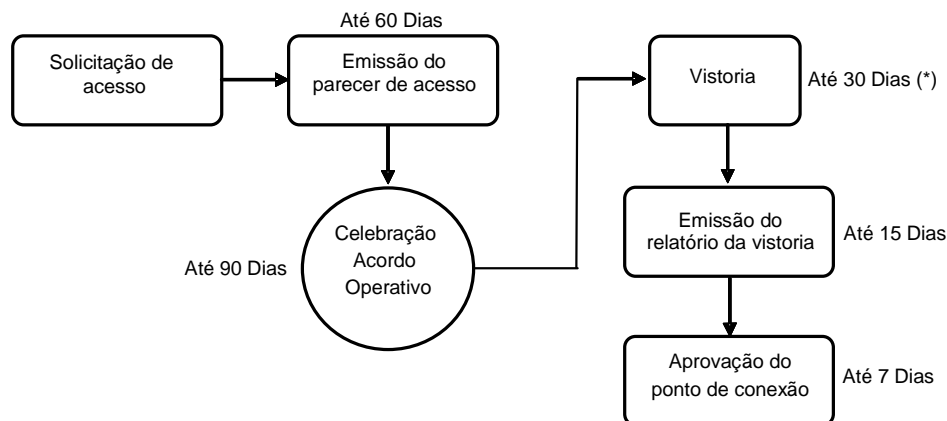 Solicitação de
acesso
Até 60 Dias
Emissão do
parecer de acesso
Até 90 Dias
Celebração
Acordo
Operativo
Vistoria
Até 30 Dias (*)
Emissão do
relatório da vistoria
Até 15 Dias
Aprovação do
ponto de conexão
Até 7 Dias